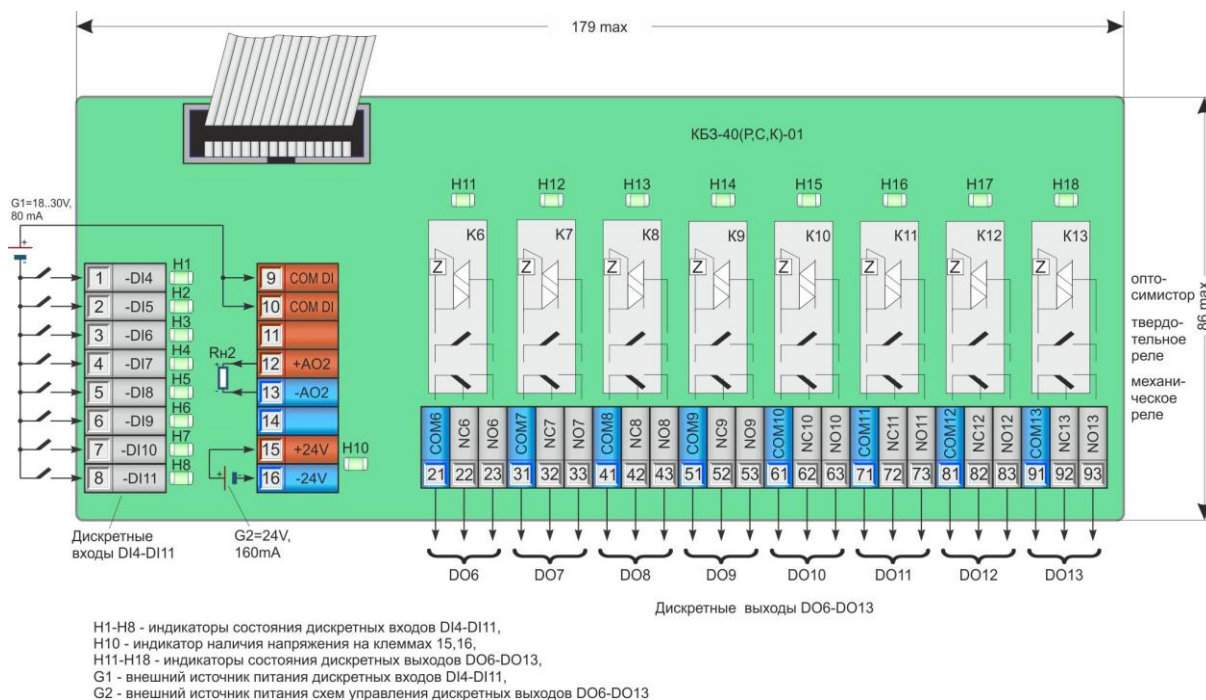 179 max
КБЗ-40(Р,С,К)-01
H11 H12 H13 H14 H15 H16 H17 H18
G1=18..30V,
80 mA
K6 K7 K8 K9 K10 K11 K12 K13
Z Z Z Z Z Z Z Z
+
-
1 -DI4 H1
2 -DI5 H2
3 -DI6 H3
4 -DI7 H4
5 -DI8 H5
6 -DI9 H6
7 -DI10 H7
8 -DI11 H8
9 COM DI
10 COM DI
11
12 +AO2
13 -AO2
14
15 +24V
16 -24V
Rн2
H10
+
-
опто-
симистор
твердо-
тельное
реле
механи-
ческое
реле
86 max
COM6 NC6 NO6 COM7 NC7 NO7 COM8 NC8 NO8 COM9 NC9 NO9 COM10 NC10 NO10 COM11 NC11 NO11 COM12 NC12 NO12 COM13 NC13 NO13
21 22 23 31 32 33 41 42 43 51 52 53 61 62 63 71 72 73 81 82 83 91 92 93
Дискретные
входы DI4-DI11
G2=24V,
160mA
DO6 DO7 DO8 DO9 DO10 DO11 DO12 DO13
Дискретные выходы DO6-DO13
H1-H8 - индикаторы состояния дискретных входов DI4-DI11,
H10 - индикатор наличия напряжения на клеммах 15,16,
H11-H18 - индикаторы состояния дискретных выходов DO6-DO13,
G1 - внешний источник питания дискретных входов DI4-DI11,
G2 - внешний источник питания схем управления дискретных выходов DO6-DO13